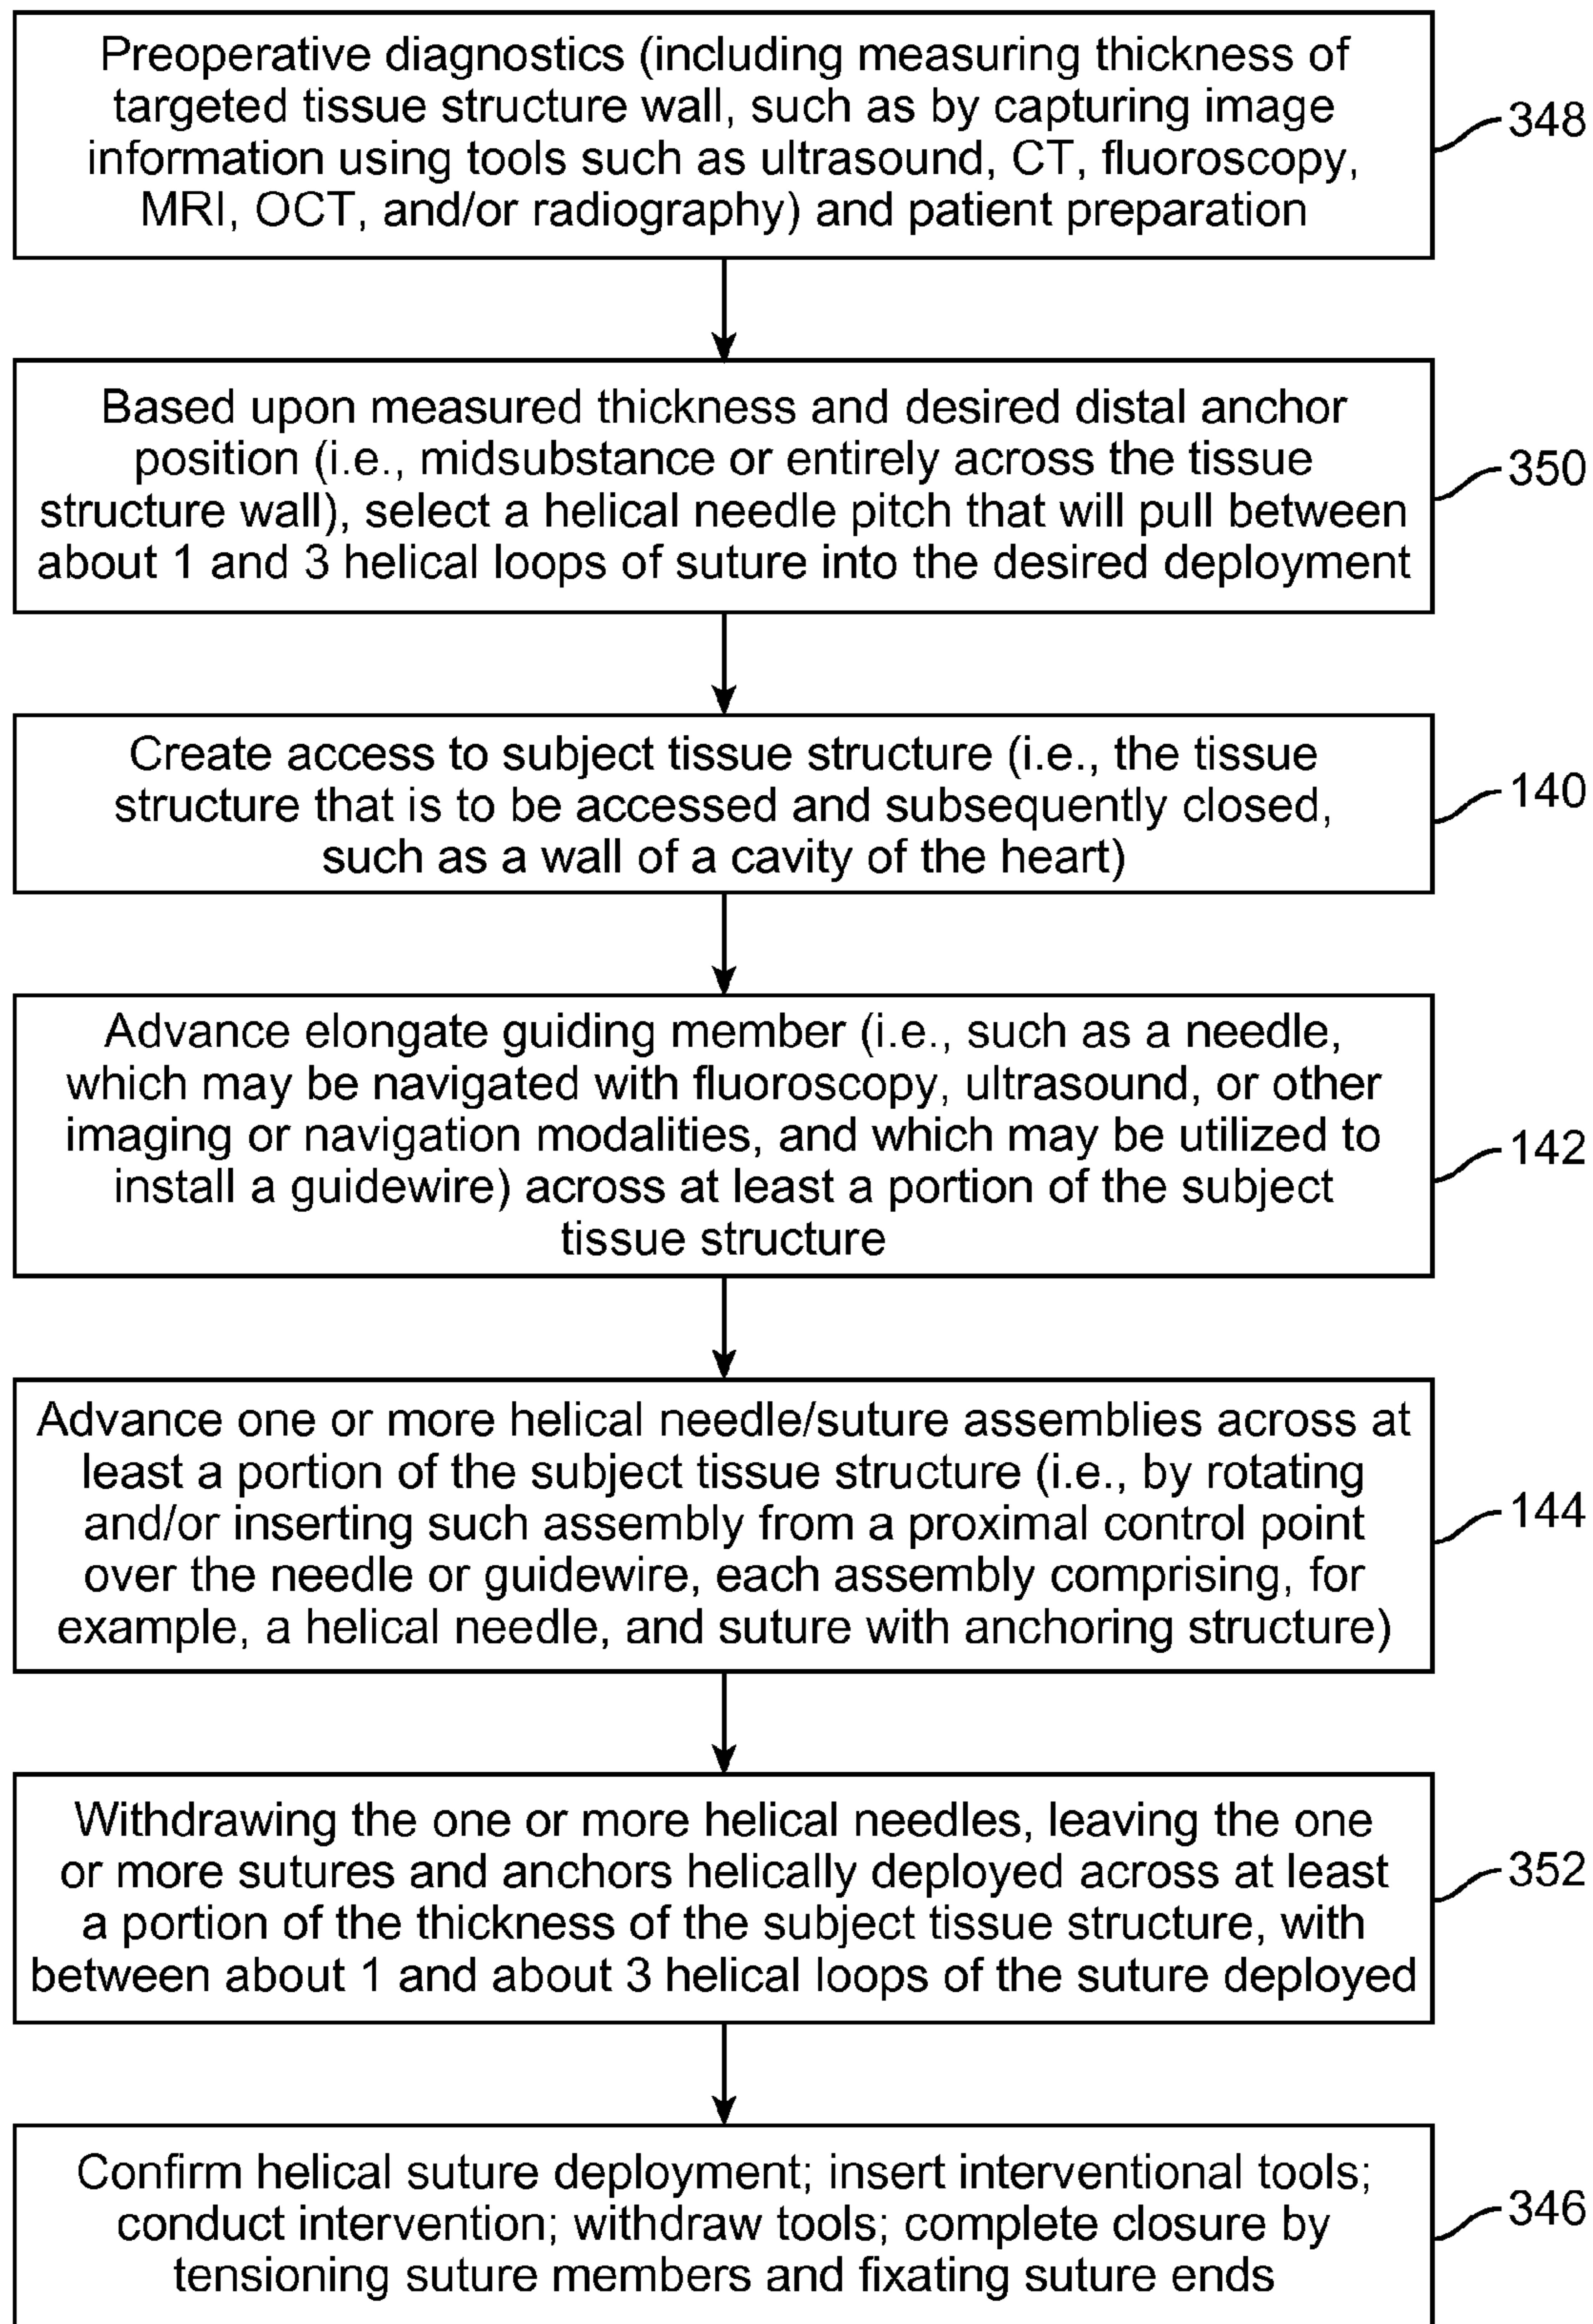 Preoperative diagnostics (including measuring thickness of
targeted tissue structure wall, such as by capturing image
information using tools such as ultrasound, CT, fluoroscopy,
MRI, OCT, and/or radiography) and patient preparation
348
Based upon measured thickness and desired distal anchor
position (i.e., midsubstance or entirely across the tissue
structure wall), select a helical needle pitch that will pull between
about 1 and 3 helical loops of suture into the desired deployment
350
Create access to subject tissue structure (i.e., the tissue
structure that is to be accessed and subsequently closed,
such as a wall of a cavity of the heart)
140
Advance elongate guiding member (i.e., such as a needle,
which may be navigated with fluoroscopy, ultrasound, or other
imaging or navigation modalities, and which may be utilized to
install a guidewire) across at least a portion of the subject
tissue structure
142
Advance one or more helical needle/suture assemblies across at
least a portion of the subject tissue structure (i.e., by rotating
and/or inserting such assembly from a proximal control point
over the needle or guidewire, each assembly comprising, for
example, a helical needle, and suture with anchoring structure)
144
Withdrawing the one or more helical needles, leaving the one
or more sutures and anchors helically deployed across at least
a portion of the thickness of the subject tissue structure, with
between about 1 and about 3 helical loops of the suture deployed
352
Confirm helical suture deployment; insert interventional tools;
conduct intervention; withdraw tools; complete closure by
tensioning suture members and fixating suture ends
346